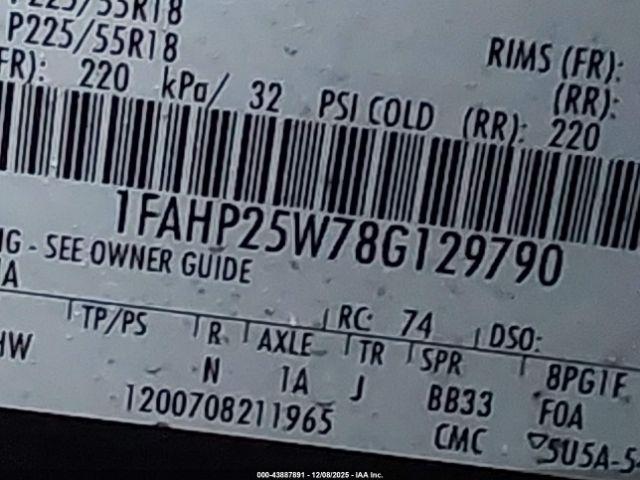 P225/55R18
P225/55R18
RIMS (FR):
FR): 220 kPa/ 32 PSI COLD (RR): 220
(RR):
1FAHP25W78G129790
NG - SEE OWNER GUIDE
RC: 74 DSO:
TP/PS R AXLE TR SPR 8PG1F
N 1A J BB33 F0A
1200708211965 CMC ▽5U5A-5
000-43887891 - 12/08/2025 - IAA Inc.